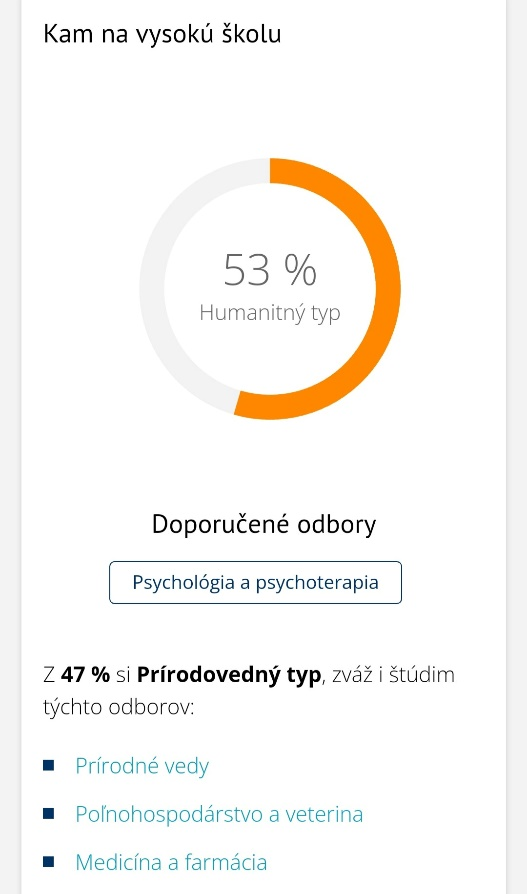 Kam na vysokú školu
53 %
Humanitný typ
Doporučené odbory
Psychológia a psychoterapia
Z 47 % si Prírodovedný typ, zváž i štúdim
týchto odborov:
Prírodné vedy
Poľnohospodárstvo a veterina
Medicína a farmácia